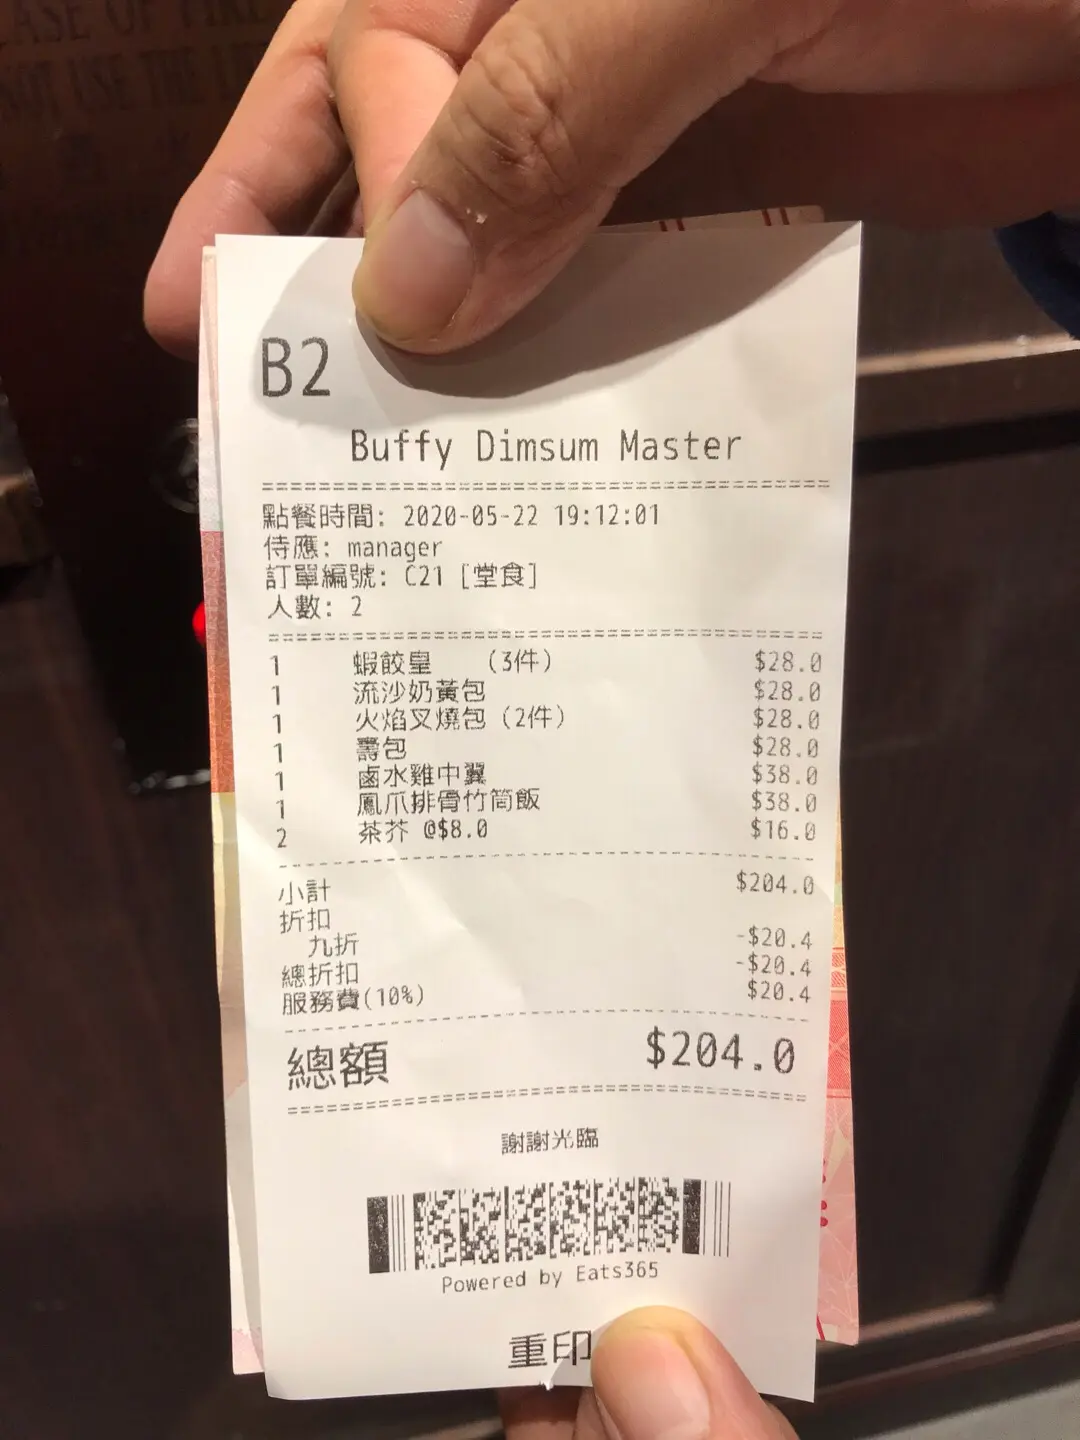 B2
Buffy Dimsum Master
點餐時間: 2020-05-22 19:12:01
侍應: manager
訂單編號: C21 [堂食]
人數: 2
1 蝦餃皇 (3件) $28.0
1 流沙奶黃包 $28.0
1 火焰叉燒包 (2件) $28.0
1 壽包 $28.0
1 鹵水雞中翼 $38.0
1 鳳爪排骨竹筒飯 $38.0
2 茶芥 @$8.0 $16.0
小計 $204.0
折扣
九折 -$20.4
總折扣 -$20.4
服務費(10%) $20.4
總額 $204.0
謝謝光臨
Powered by Eats365
重印